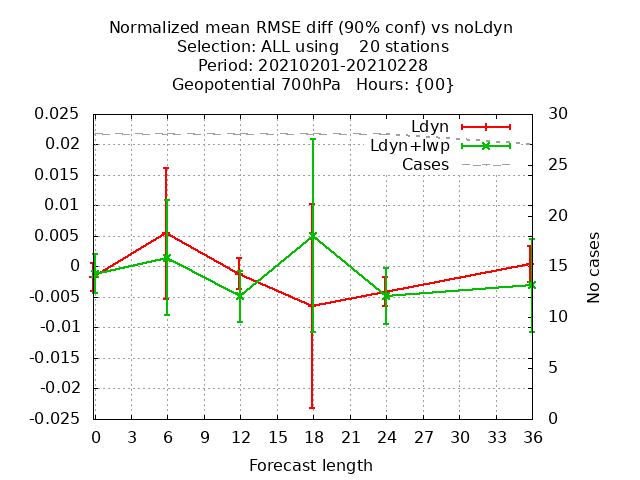 Normalized mean RMSE diff (90% conf) vs noLdyn
Selection: ALL using    20 stations
Period: 20210201-20210228
Geopotential 700hPa   Hours: {00}
0.025
0.02
0.015
0.01
0.005
0
-0.005
-0.01
-0.015
-0.02
-0.025
30
25
20
15
10
5
0
No cases
Ldyn
Ldyn+lwp
Cases
0 3 6 9 12 15 18 21 24 27 30 33 36
Forecast length